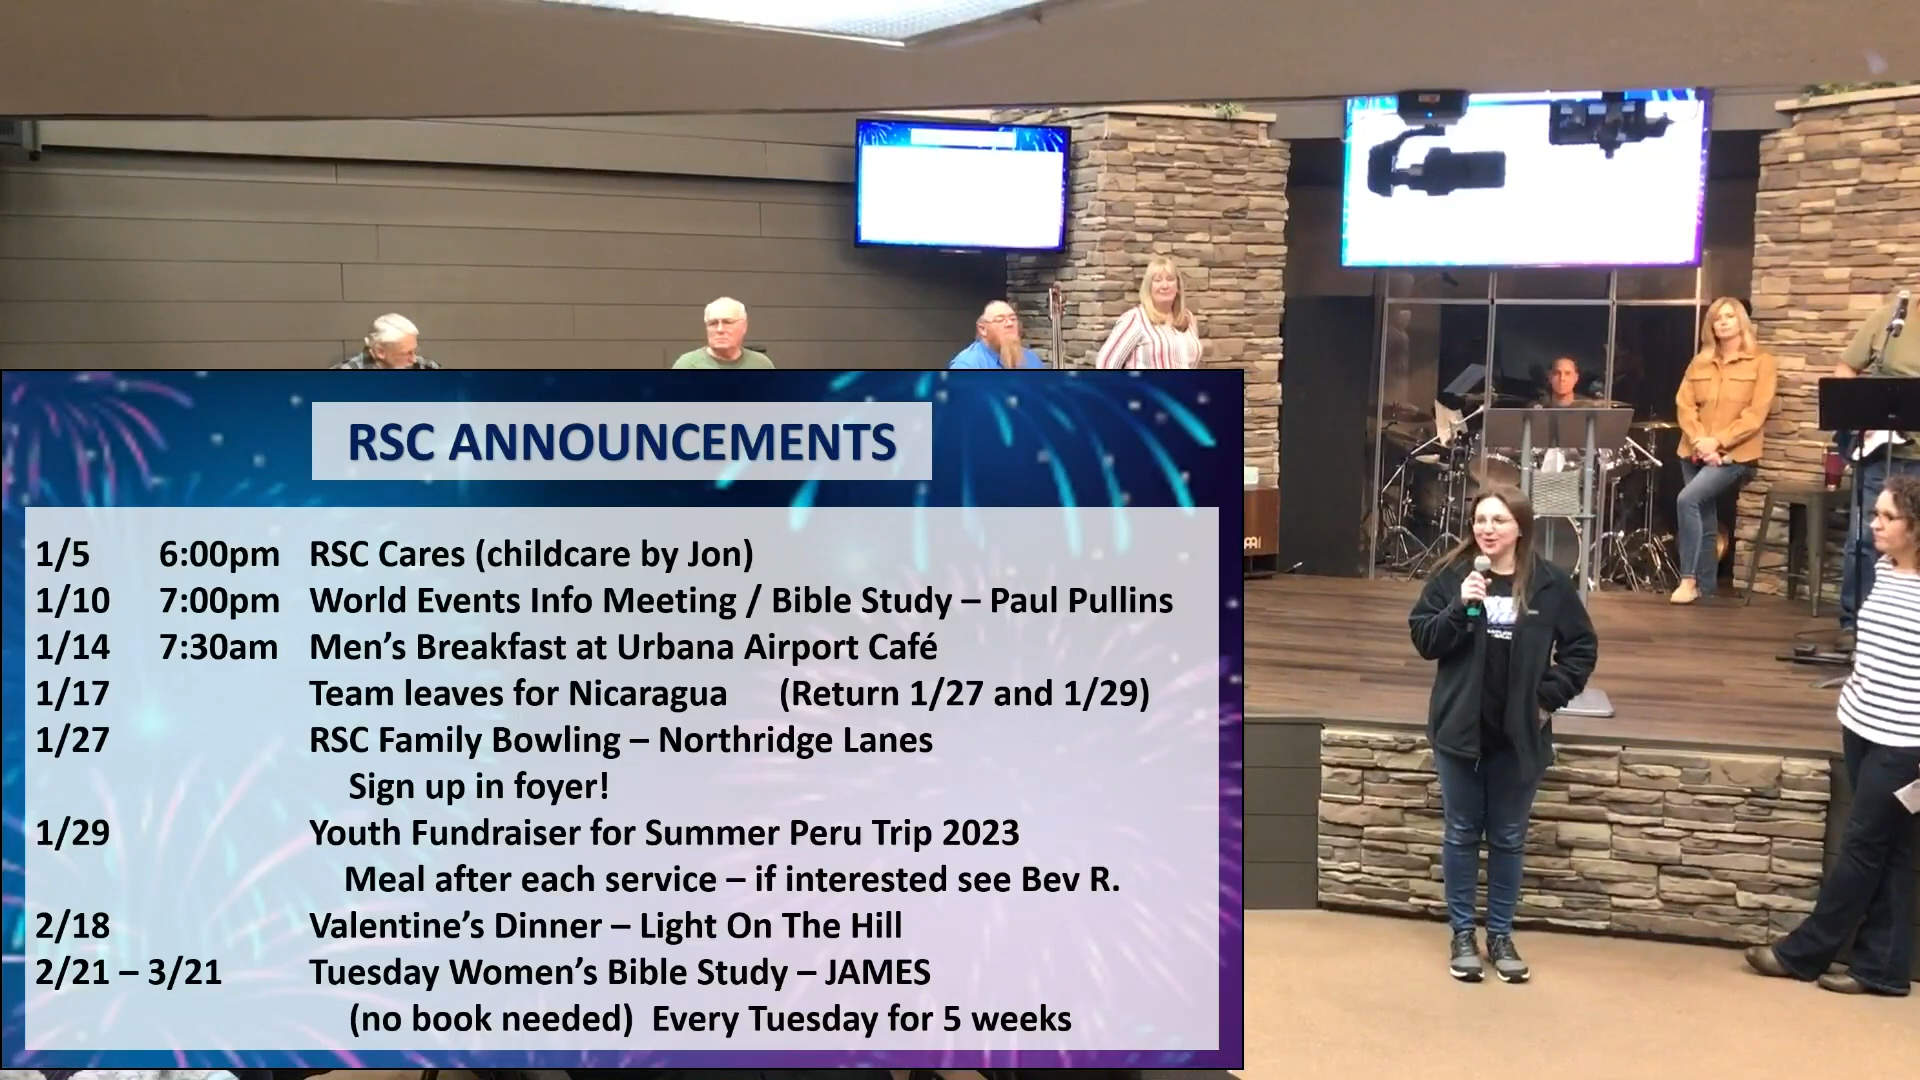 RSC ANNOUNCEMENTS
1/5 6:00pm RSC Cares (childcare by Jon)
1/10 7:00pm World Events Info Meeting / Bible Study – Paul Pullins
1/14 7:30am Men's Breakfast at Urbana Airport Café
1/17 Team leaves for Nicaragua (Return 1/27 and 1/29)
1/27 RSC Family Bowling – Northridge Lanes
Sign up in foyer!
1/29 Youth Fundraiser for Summer Peru Trip 2023
Meal after each service – if interested see Bev R.
2/18 Valentine's Dinner – Light On The Hill
2/21 – 3/21 Tuesday Women's Bible Study – JAMES
(no book needed) Every Tuesday for 5 weeks